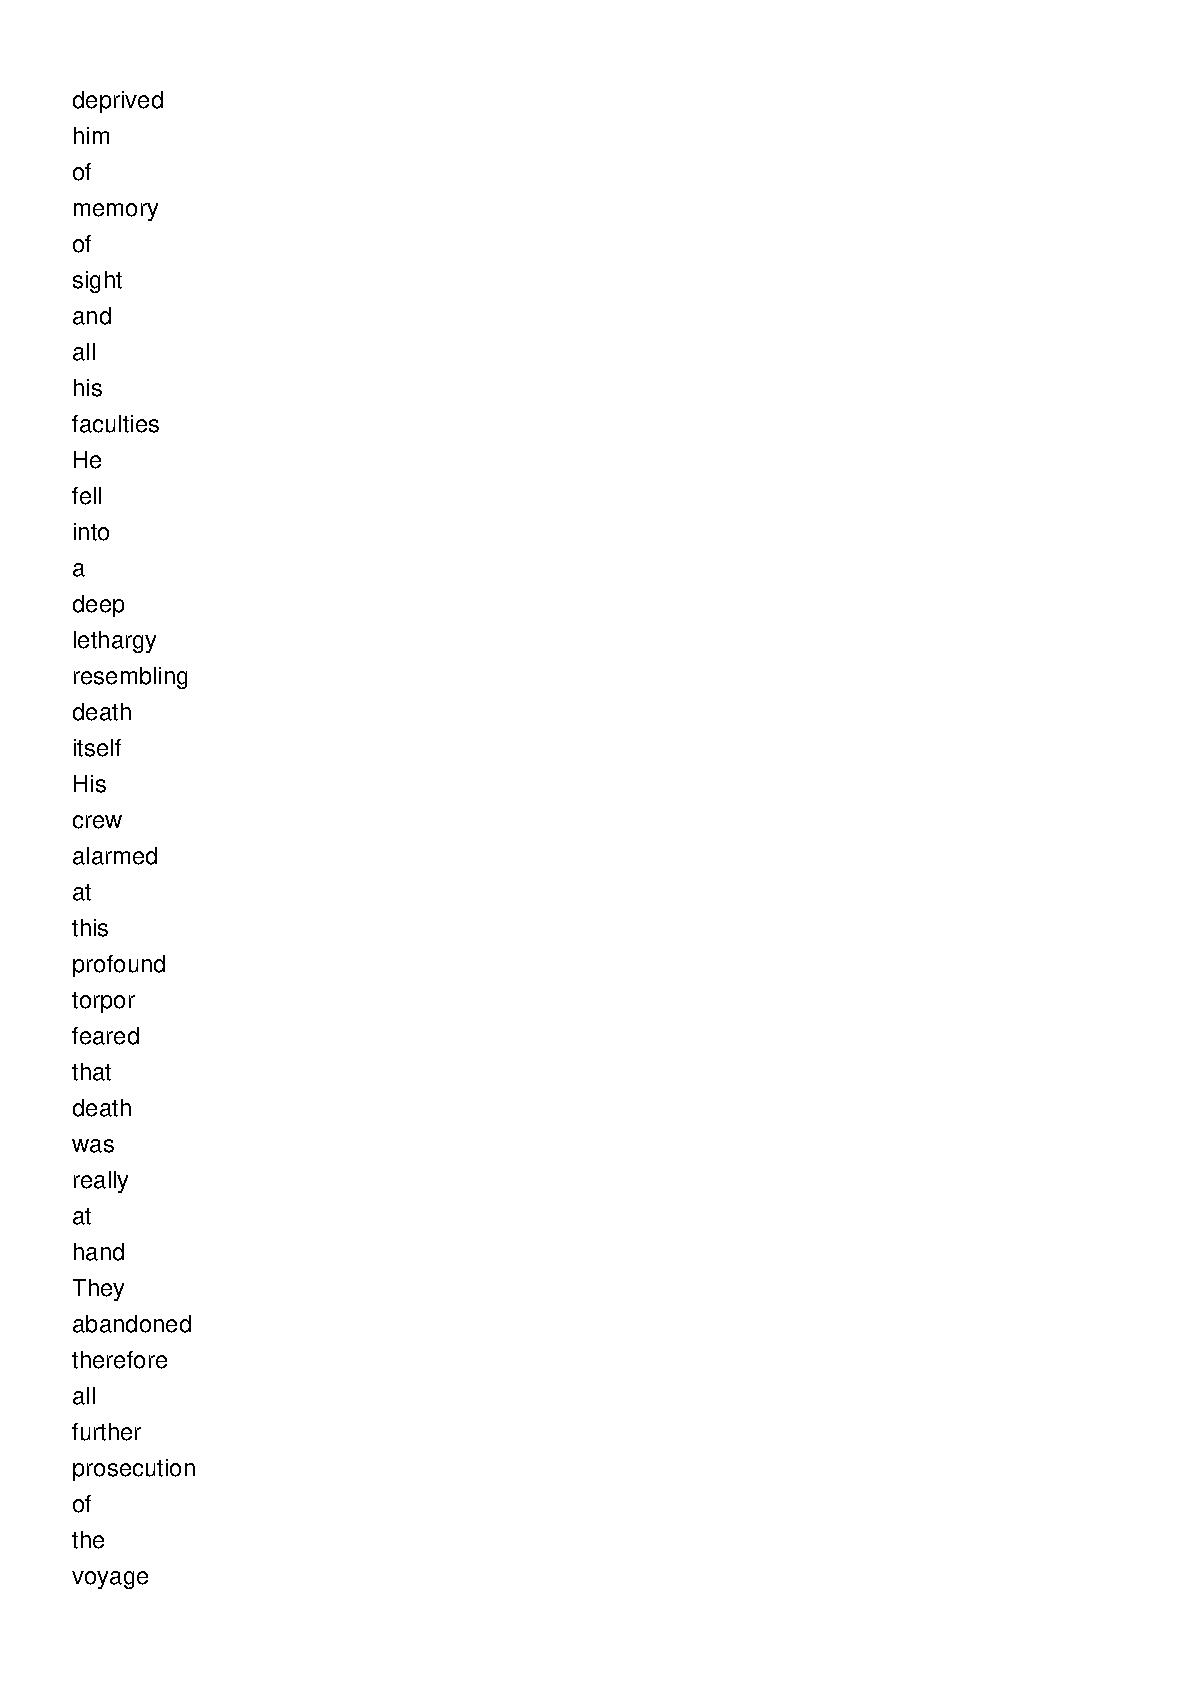 deprived
him
of
memory
of
sight
and
all
his
faculties
He
fell
into
a
deep
lethargy
resembling
death
itself
His
crew
alarmed
at
this
profound
torpor
feared
that
death
was
really
at
hand
They
abandoned
therefore
all
further
prosecution
of
the
voyage